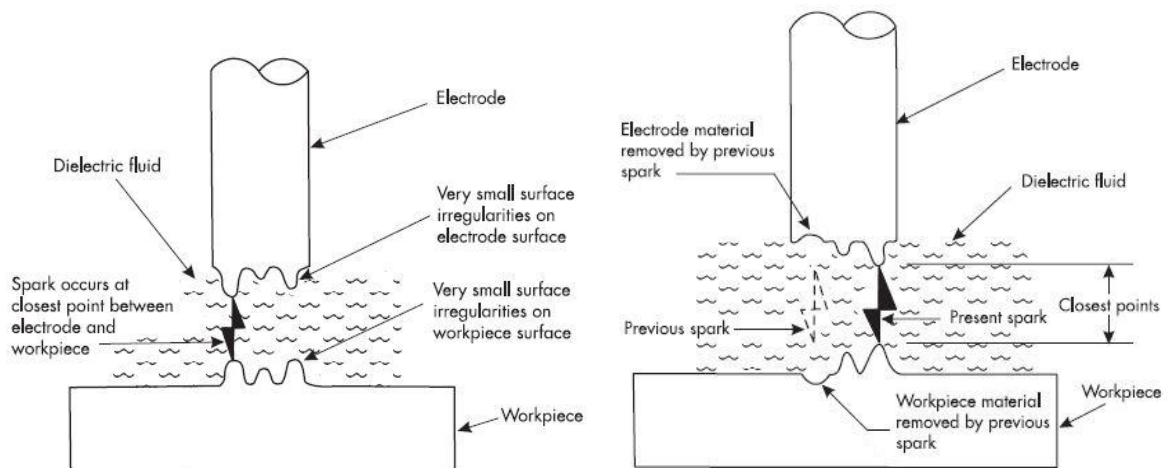 Electrode
Dielectric fluid
Very small surface
irregularities on
electrode surface
Spark occurs at
closest point between
electrode and
workpiece
Very small surface
irregularities on
workpiece surface
Workpiece
Electrode
Electrode material
removed by previous
spark
Dielectric fluid
Closest points
Previous spark
Present spark
Workpiece material
removed by previous
spark
Workpiece